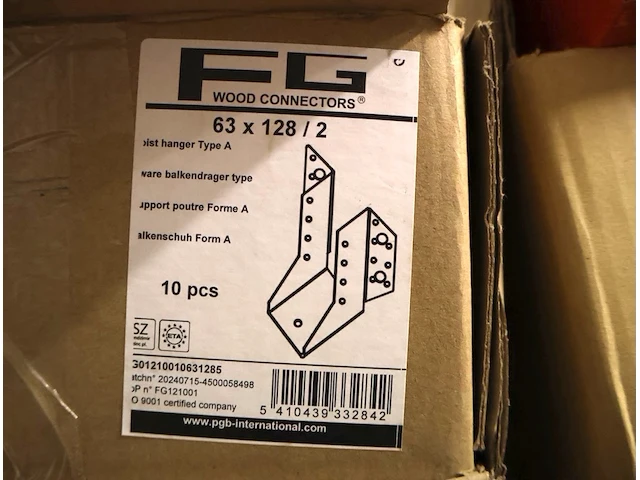 FG
WOOD CONNECTORS®
63 x 128 / 2
oist hanger Type A
ware balkendrager type
upport poutre Forme A
alkenschuh Form A
10 pcs
SZ
ETA
G01210010631285
atchn° 20240715-4500058498
OP n° FG121001
O 9001 certified company
5 410439 332842
www.pgb-international.com